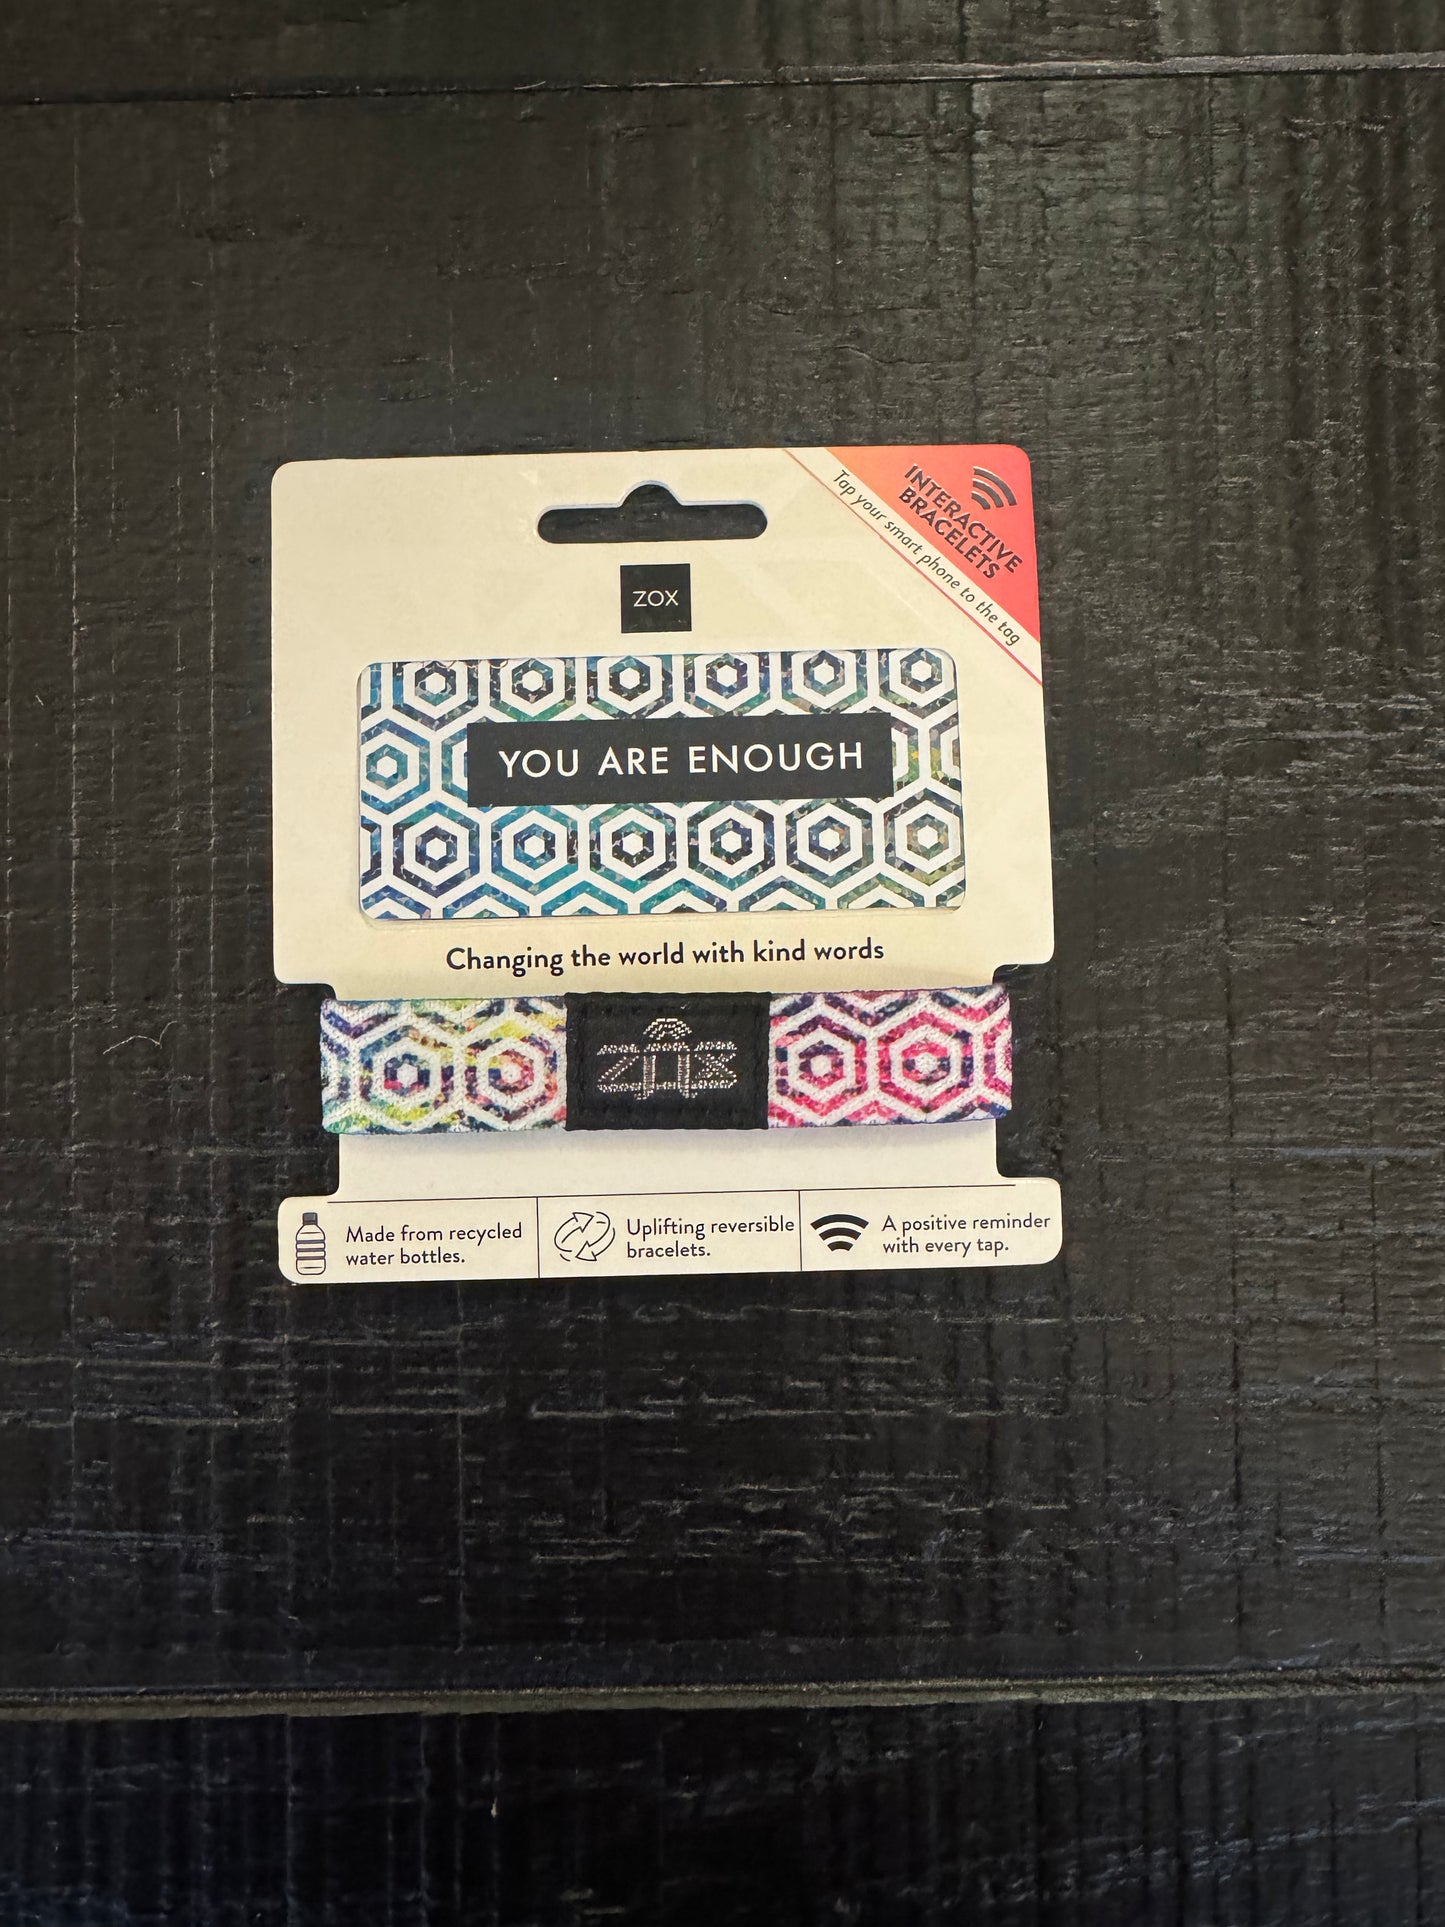 INTERACTIVE
BRACELETS
Tap your smart phone to the tag
ZOX
YOU ARE ENOUGH
Changing the world with kind words
ZOX
Made from recycled
water bottles.
Uplifting reversible
bracelets.
A positive reminder
with every tap.